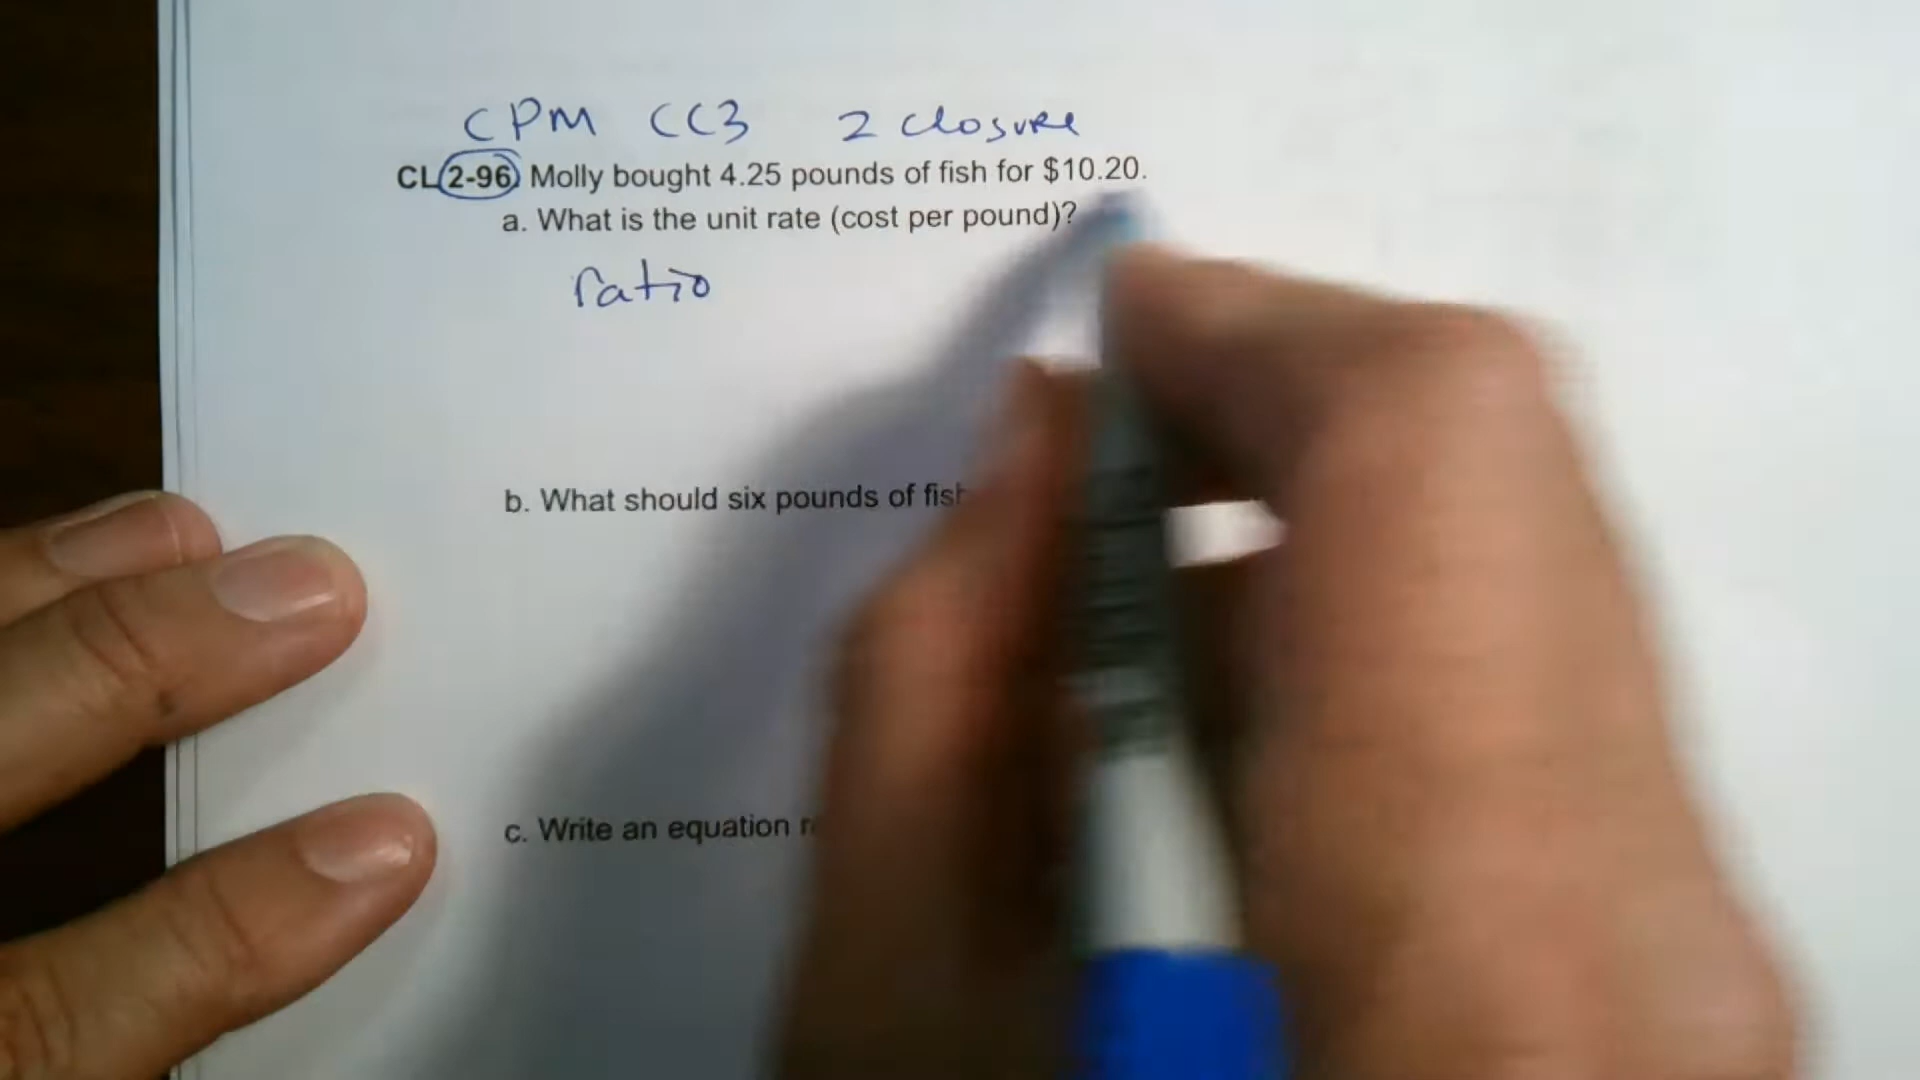 CPM CC3 2 closure
CL 2-96. Molly bought 4.25 pounds of fish for $10.20.
a. What is the unit rate (cost per pound)?
ratio
b. What should six pounds of
c. Write an equation